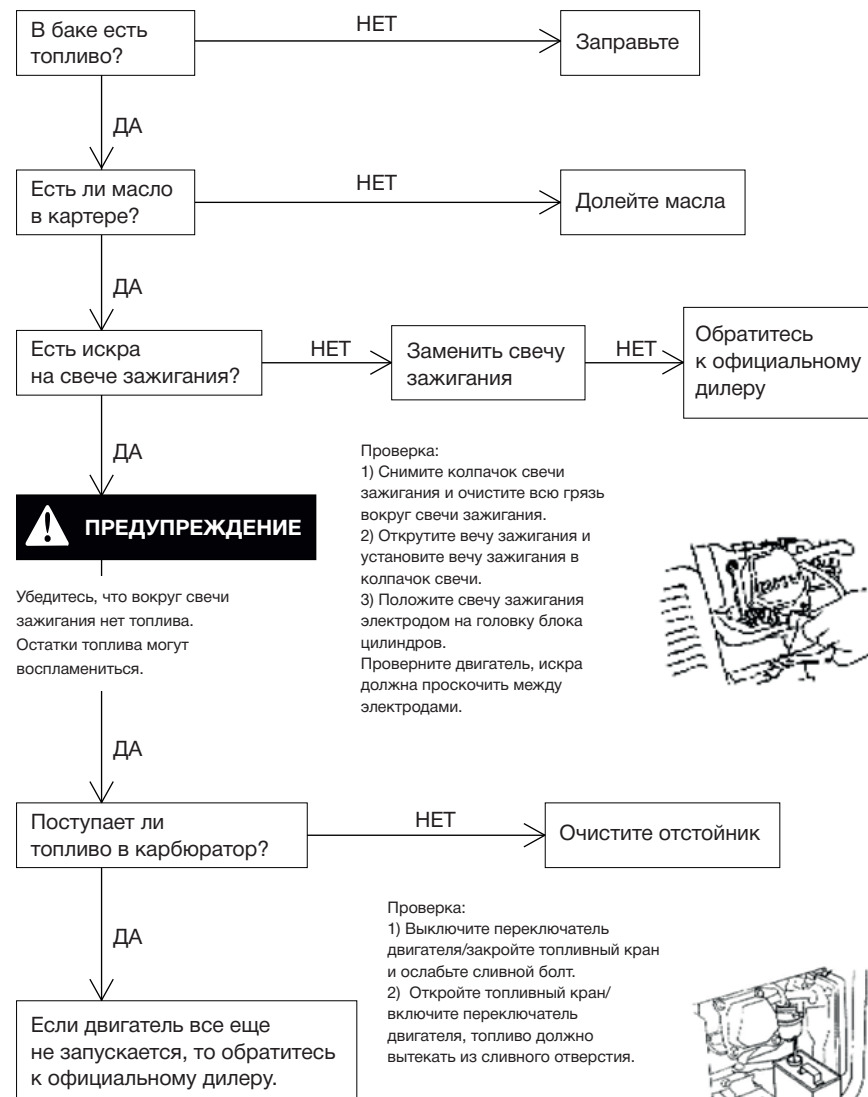 В баке есть
топливо?
НЕТ
Заправьте
ДА
Есть ли масло
в картере?
НЕТ
Долейте масла
ДА
Есть искра
на свече зажигания?
НЕТ
Заменить свечу
зажигания
НЕТ
Обратитесь
к официальному
дилеру
ДА
ПРЕДУПРЕЖДЕНИЕ
Убедитесь, что вокруг свечи
зажигания нет топлива.
Остатки топлива могут
воспламениться.
Проверка:
1) Снимите колпачок свечи
зажигания и очистите всю грязь
вокруг свечи зажигания.
2) Открутите вечу зажигания и
установите вечу зажигания в
колпачок свечи.
3) Положите свечу зажигания
электродом на головку блока
цилиндров.
Проверните двигатель, искра
должна проскочить между
электродами.
ДА
Поступает ли
топливо в карбюратор?
НЕТ
Очистите отстойник
ДА
Проверка:
1) Выключите переключатель
двигателя/закройте топливный кран
и ослабьте сливной болт.
2) Откройте топливный кран/
включите переключатель
двигателя, топливо должно
вытекать из сливного отверстия.
Если двигатель все еще
не запускается, то обратитесь
к официальному дилеру.